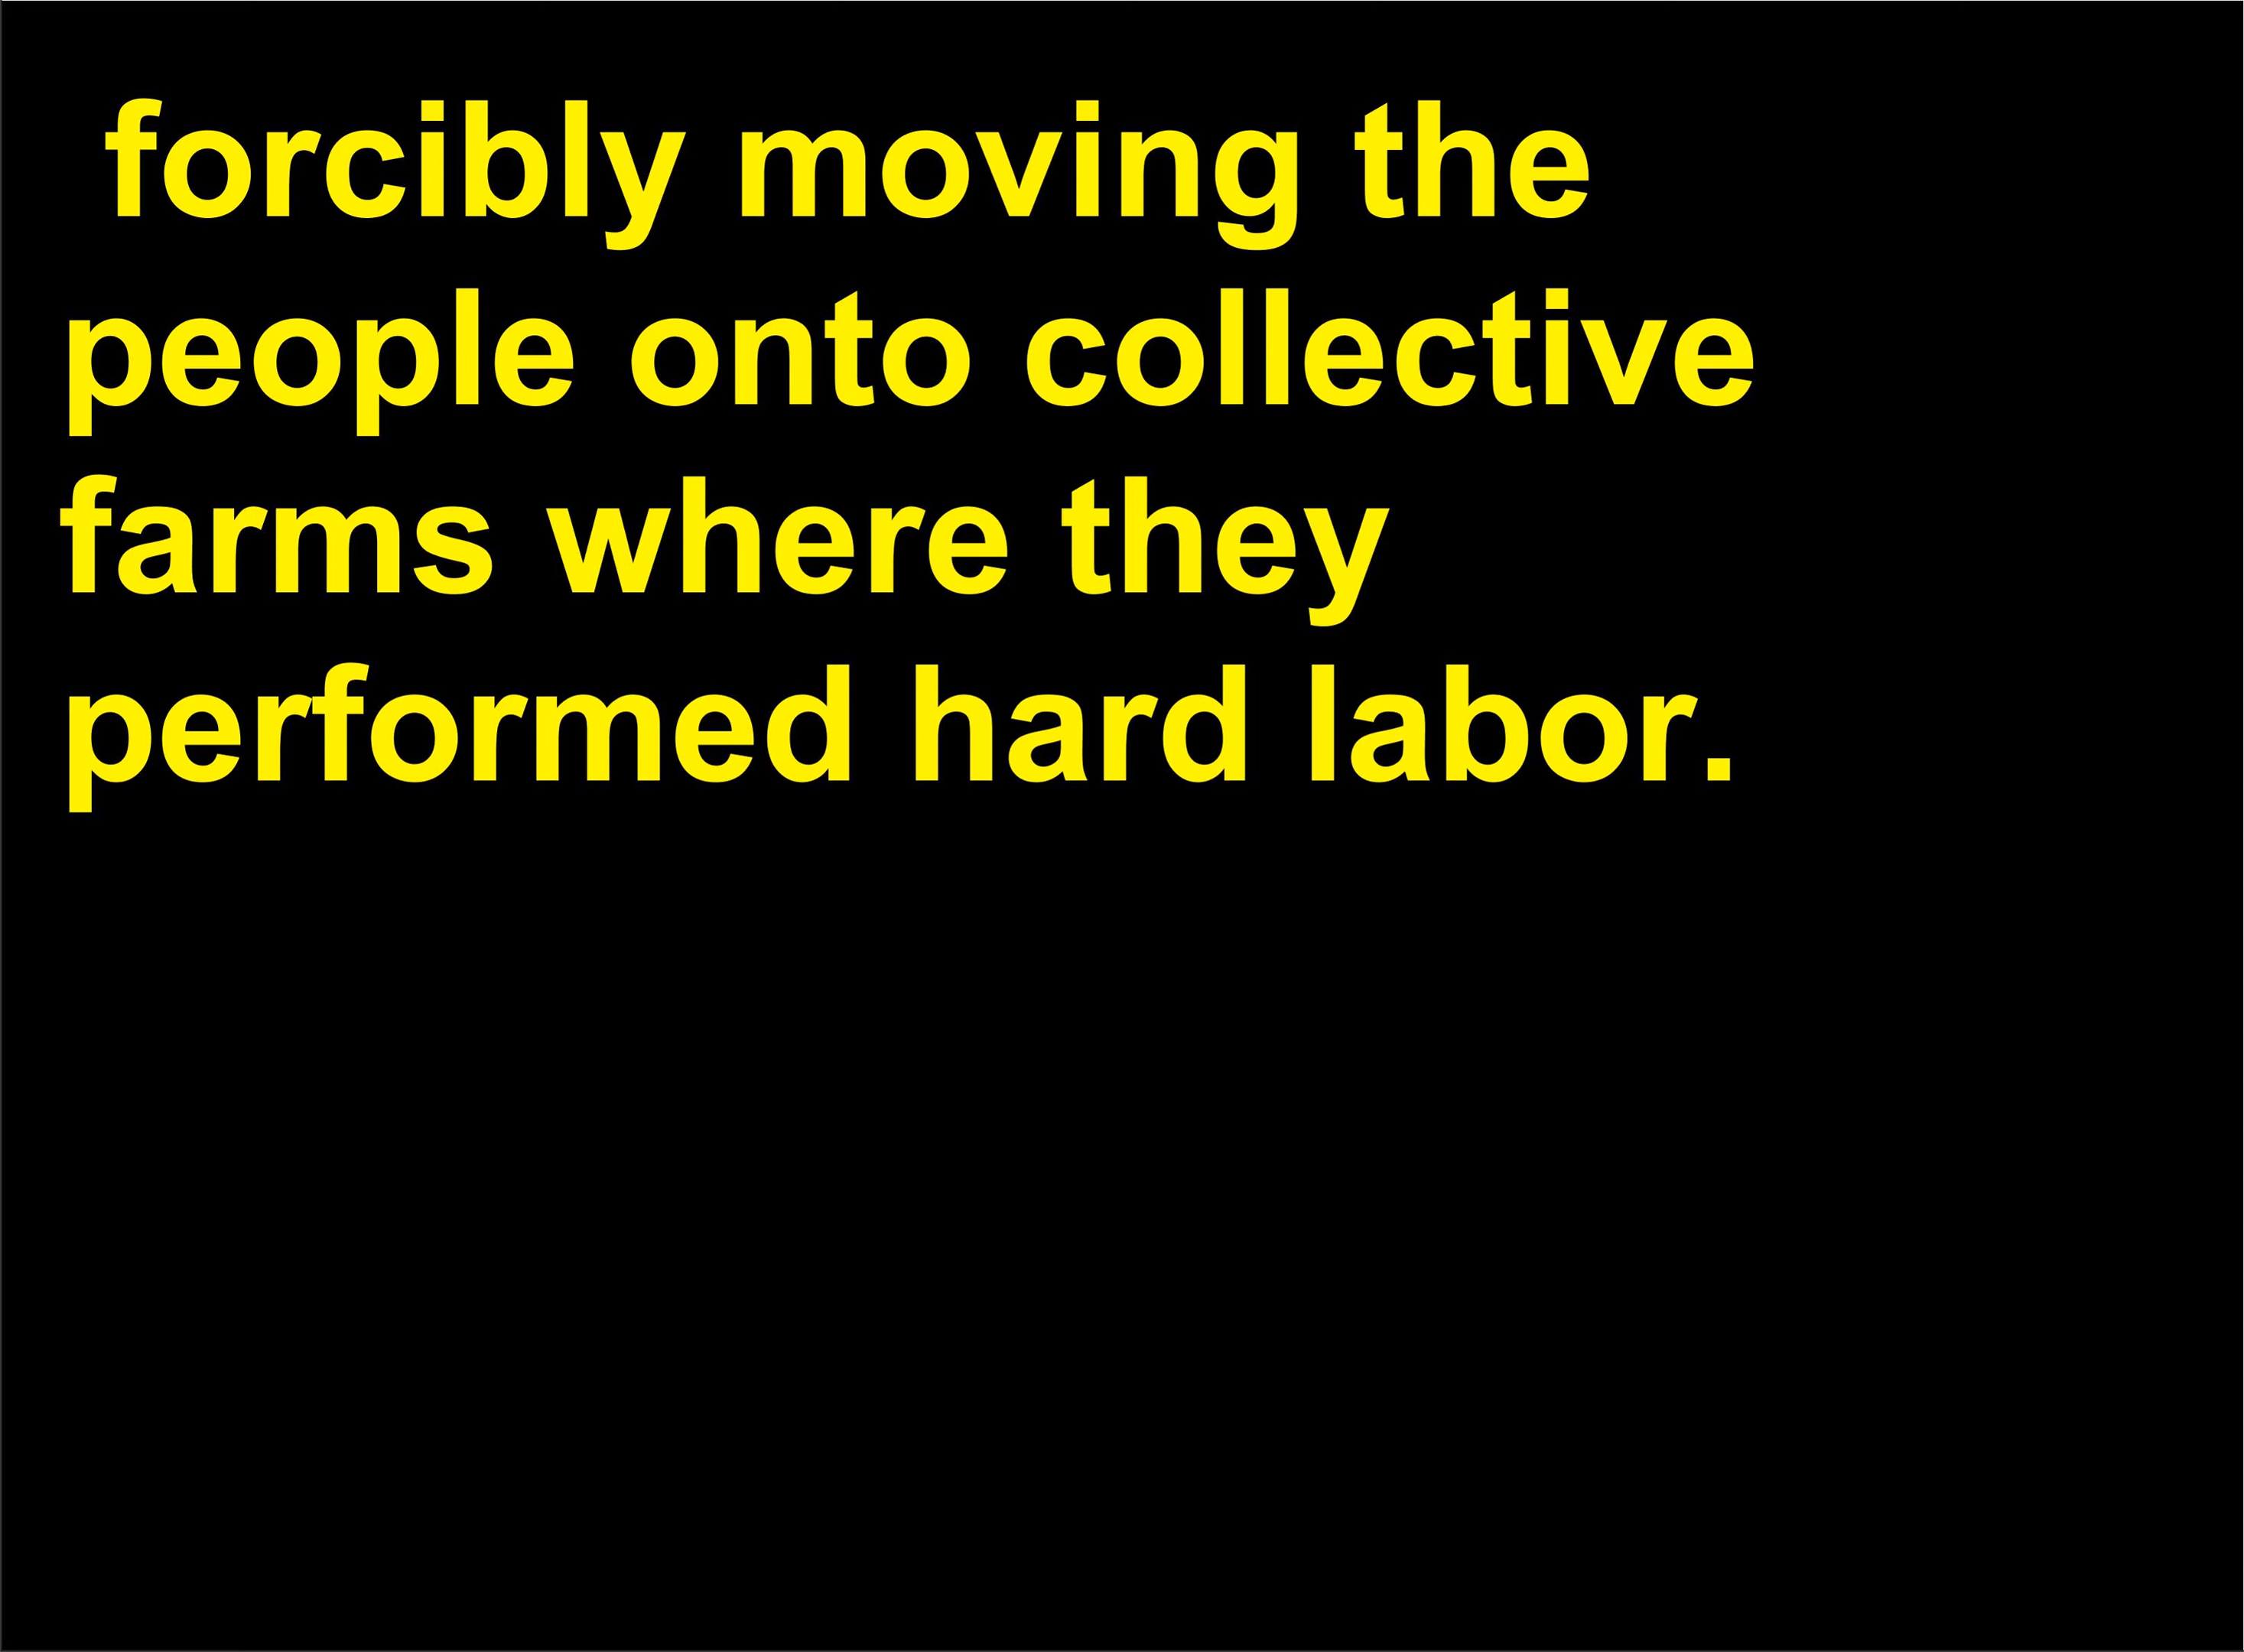 forcibly moving the
people onto collective
farms where they
performed hard labor.